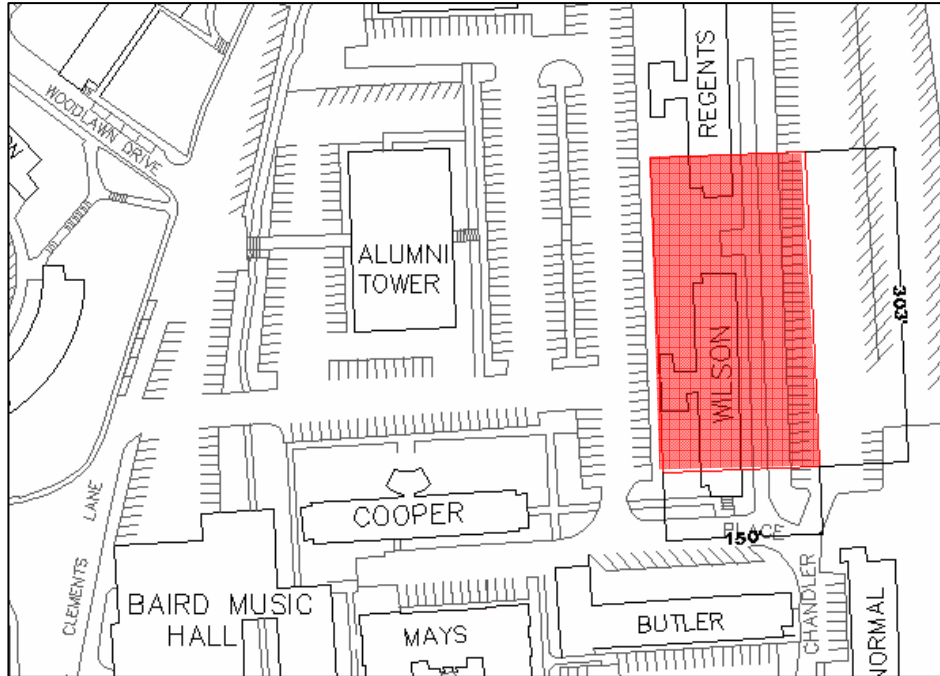 WOODLAWN DRIVE
REGENTS
ALUMNI
TOWER
303'
WILSON
LANE
CLEMENTS
COOPER
PLACE
150'
CHANDLER
BAIRD MUSIC
HALL
MAYS
BUTLER
NORMAL